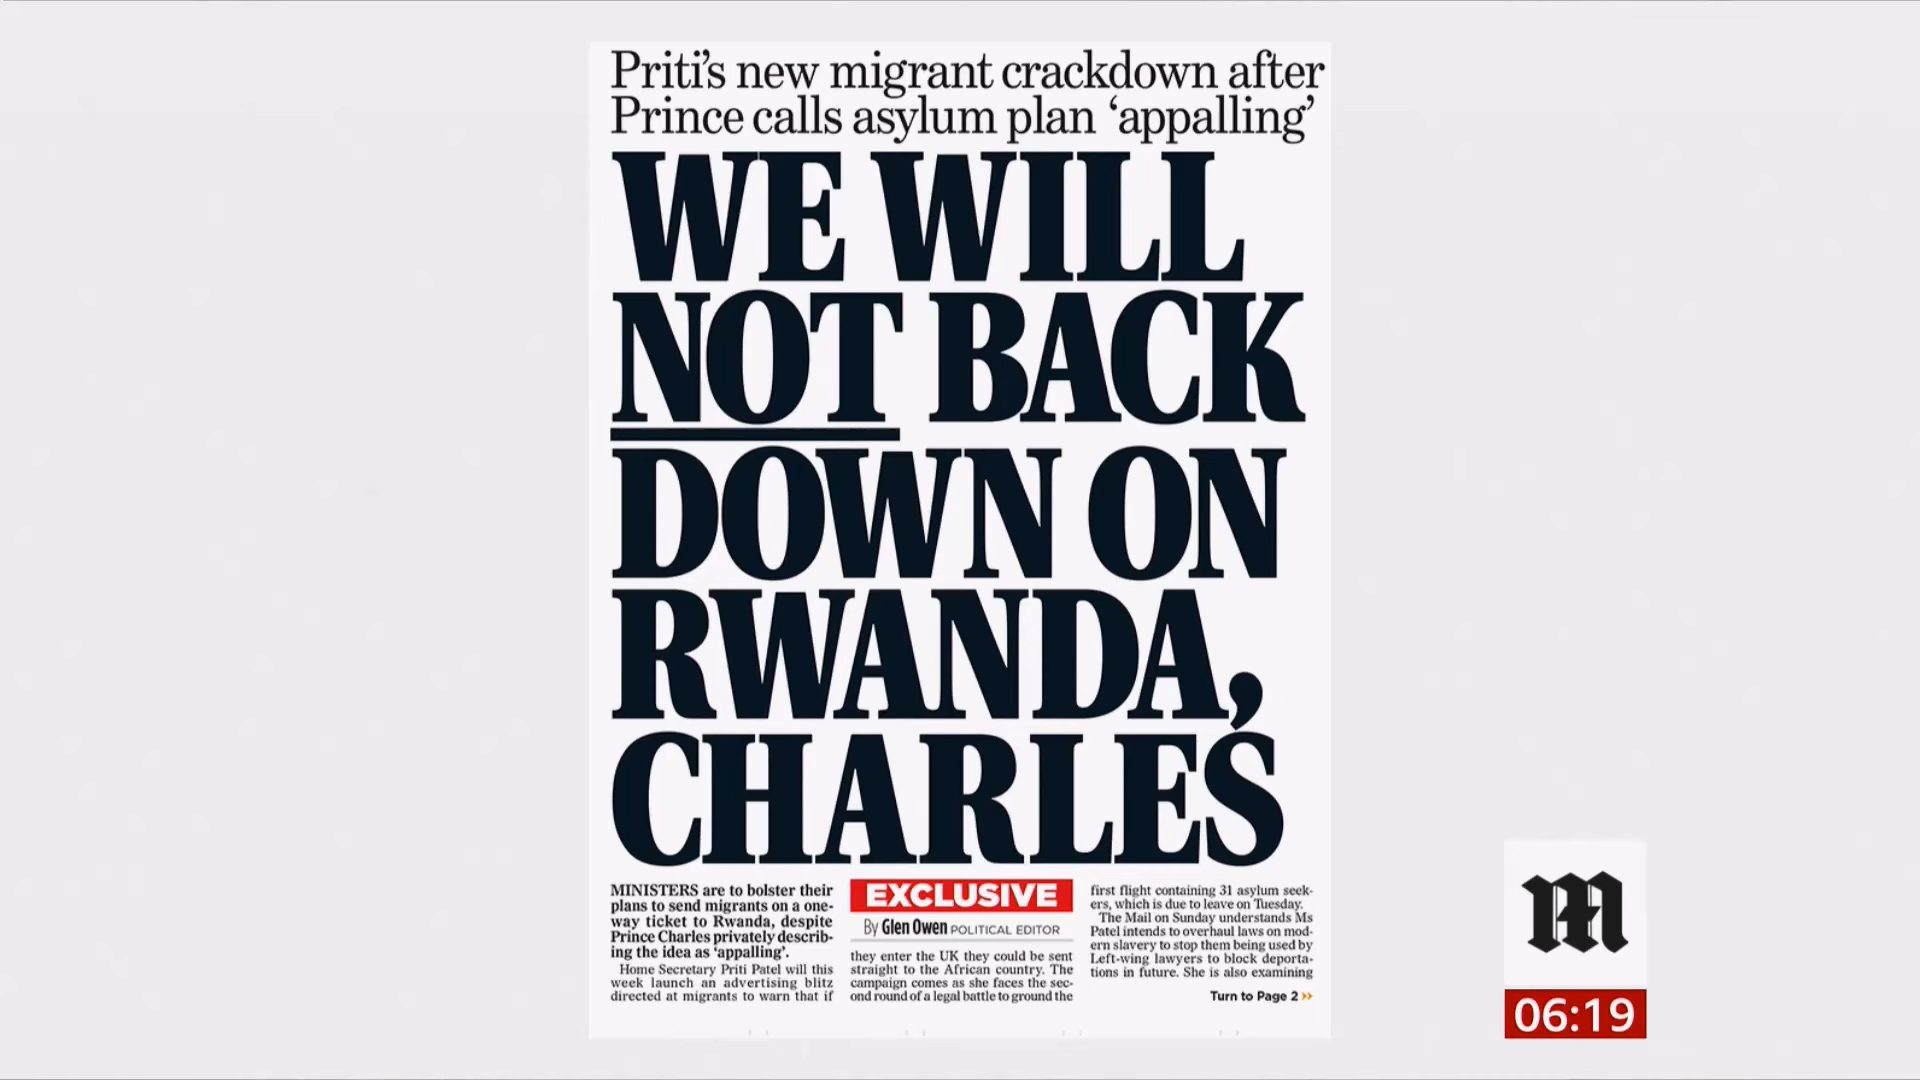 Priti's new migrant crackdown after
Prince calls asylum plan ‘appalling’
WE WILL
NOT BACK
DOWN ON
RWANDA,
CHARLES
MINISTERS are to bolster their
plans to send migrants on a one-
way ticket to Rwanda, despite
Prince Charles privately describ-
ing the idea as ‘appalling’.
Home Secretary Priti Patel will this
week launch an advertising blitz
directed at migrants to warn that if
EXCLUSIVE
By Glen Owen POLITICAL EDITOR
they enter the UK they could be sent
straight to the African country. The
campaign comes as she faces the sec-
ond round of a legal battle to ground the
first flight containing 31 asylum seek-
ers, which is due to leave on Tuesday.
The Mail on Sunday understands Ms
Patel intends to overhaul laws on mod-
ern slavery to stop them being used by
Left-wing lawyers to block deporta-
tions in future. She is also examining
Turn to Page 2 »
M
06:19